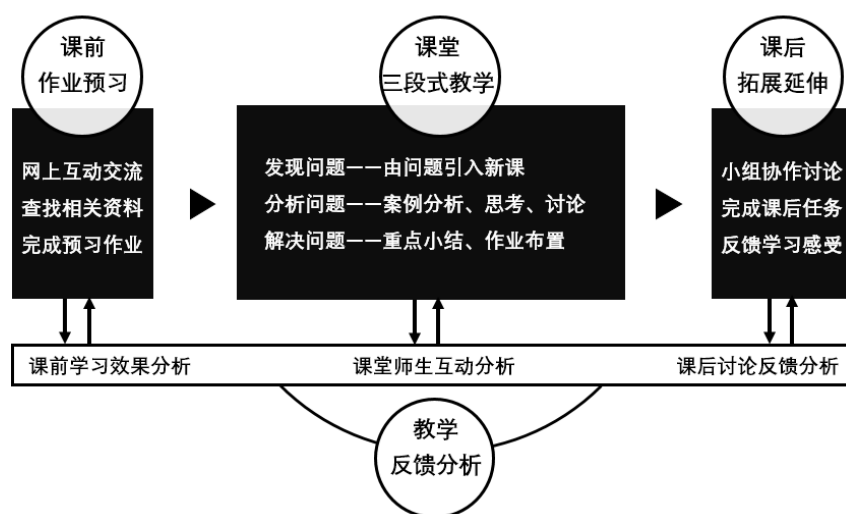 课前
作业预习
网上互动交流
查找相关资料
完成预习作业
课堂
三段式教学
发现问题——由问题引入新课
分析问题——案例分析、思考、讨论
解决问题——重点小结、作业布置
课后
拓展延伸
小组协作讨论
完成课后任务
反馈学习感受
课前学习效果分析
课堂师生互动分析
课后讨论反馈分析
教学
反馈分析